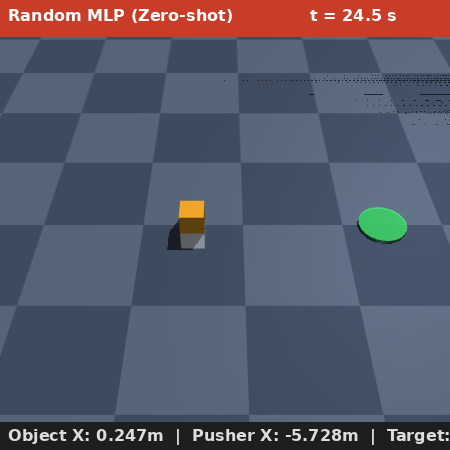 Random MLP (Zero-shot) t = 24.5 s
Object X: 0.247m | Pusher X: -5.728m | Target: